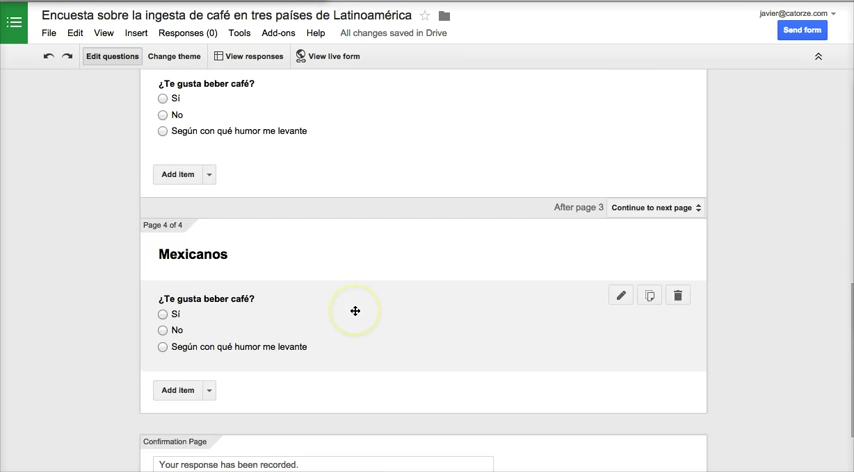 Encuesta sobre la ingesta de café en tres países de Latinoamérica
javier@catorze.com
File Edit View Insert Responses (0) Tools Add-ons Help All changes saved in Drive
Send form
Edit questions Change theme View responses View live form
¿Te gusta beber café?
Sí
No
Según con qué humor me levante
Add item
After page 3 Continue to next page
Page 4 of 4
Mexicanos
¿Te gusta beber café?
Sí
No
Según con qué humor me levante
Add item
Confirmation Page
Your response has been recorded.